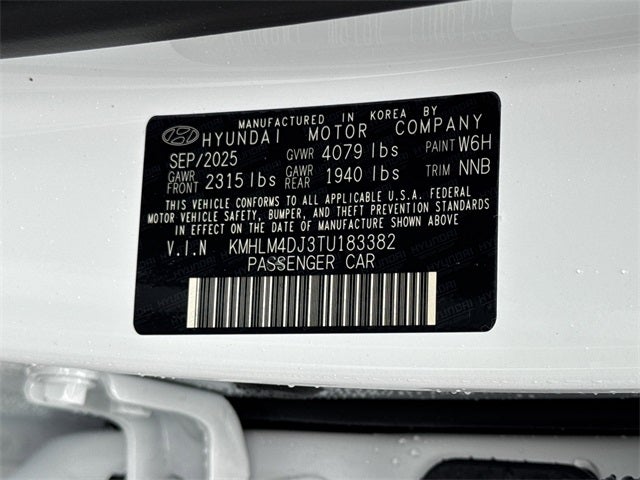 MANUFACTURED IN KOREA BY
HYUNDAI MOTOR COMPANY
SEP/2025 GVWR 4079 lbs PAINT W6H
GAWR FRONT 2315 lbs GAWR REAR 1940 lbs TRIM NNB
THIS VEHICLE CONFORMS TO ALL APPLICABLE U.S.A. FEDERAL
MOTOR VEHICLE SAFETY, BUMPER, AND THEFT PREVENTION STANDARDS
IN EFFECT ON THE DATE OF MANUFACTURE SHOWN ABOVE.
V.I.N KMHLM4DJ3TU183382
PASSENGER CAR